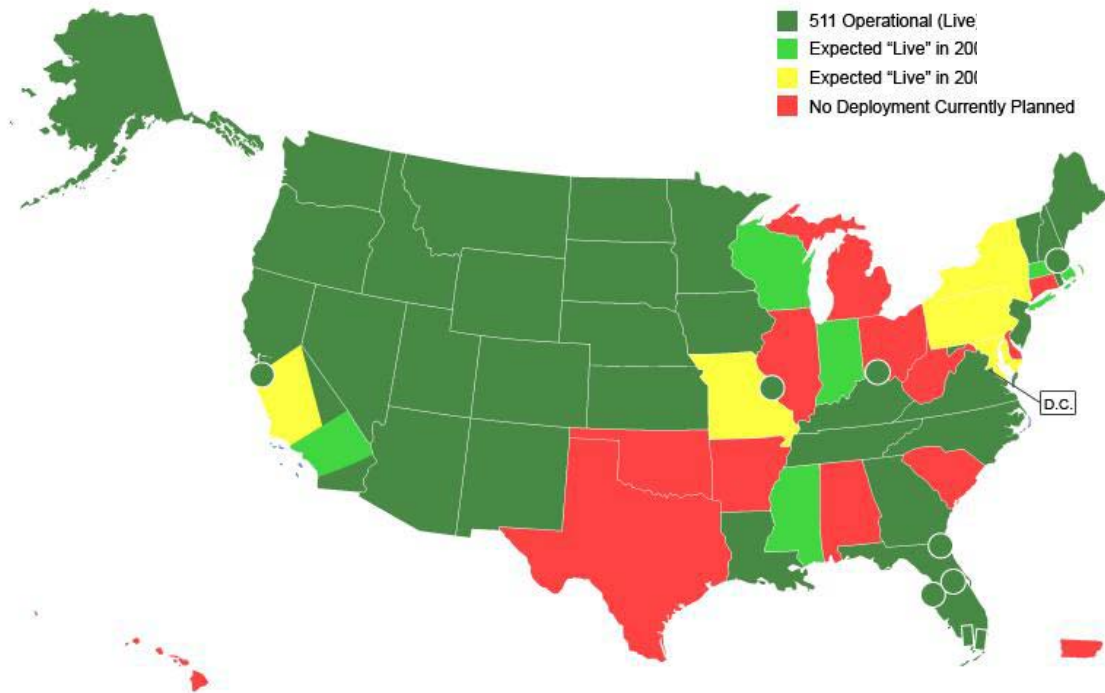 511 Operational (Live
Expected “Live” in 200
Expected “Live” in 200
No Deployment Currently Planned
D.C.